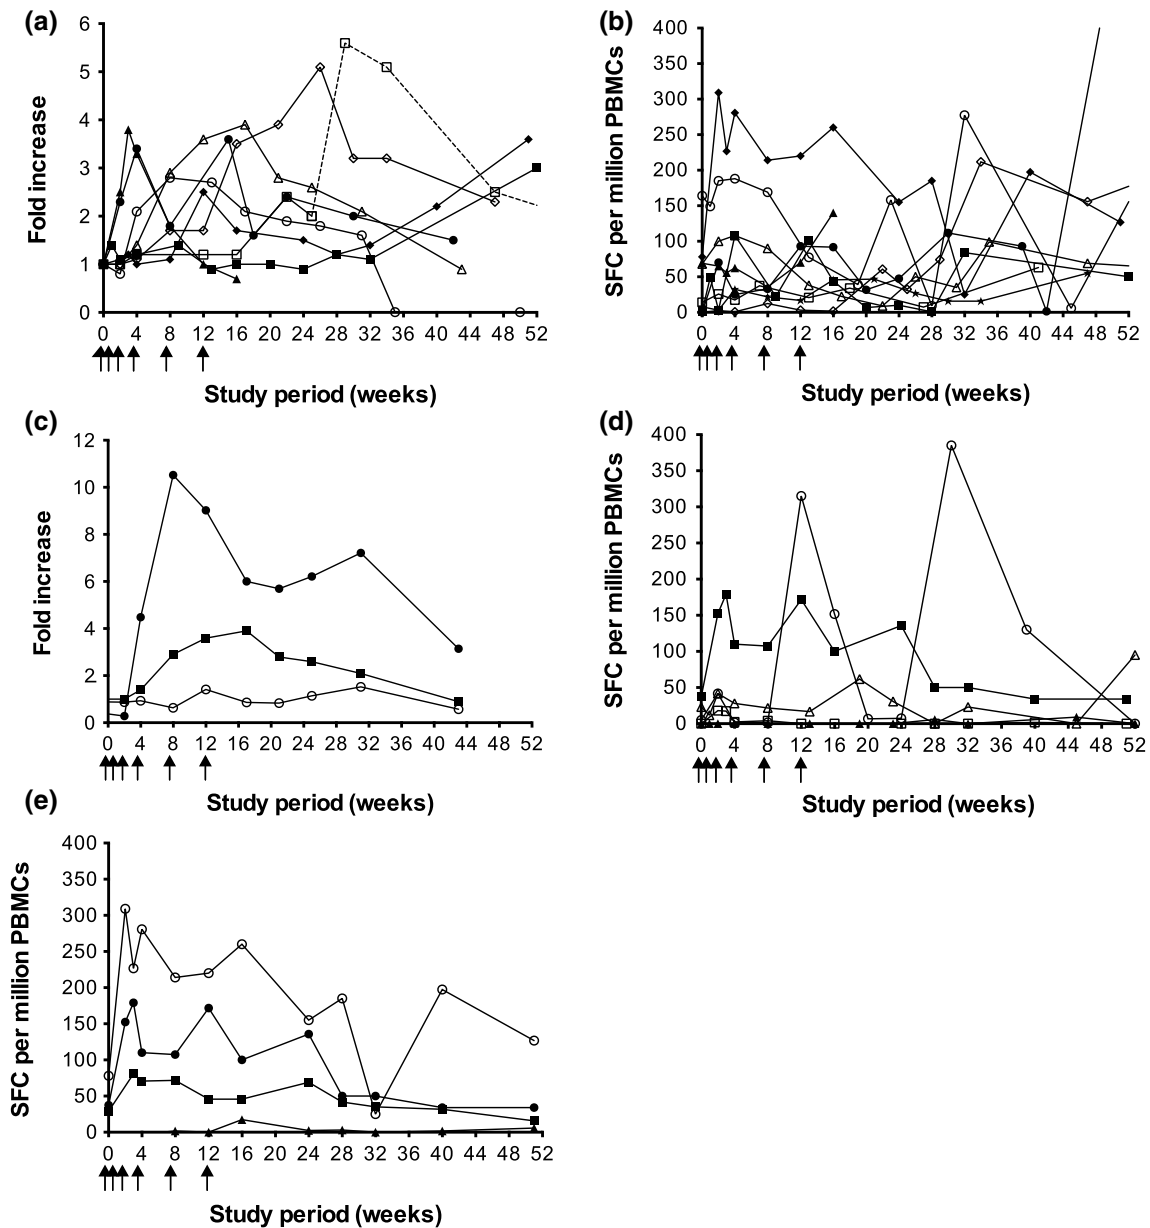 (a)
Fold increase
6
5
4
3
2
1
0
0 4 8 12 16 20 24 28 32 36 40 44 48 52
Study period (weeks)
(b)
SFC per million PBMCs
400
350
300
250
200
150
100
50
0
0 4 8 12 16 20 24 28 32 36 40 44 48 52
Study period (weeks)
(c)
Fold increase
12
10
8
6
4
2
0
0 4 8 12 16 20 24 28 32 36 40 44 48 52
Study period (weeks)
(d)
SFC per million PBMCs
400
350
300
250
200
150
100
50
0
0 4 8 12 16 20 24 28 32 36 40 44 48 52
Study period (weeks)
(e)
SFC per million PBMCs
400
350
300
250
200
150
100
50
0
0 4 8 12 16 20 24 28 32 36 40 44 48 52
Study period (weeks)